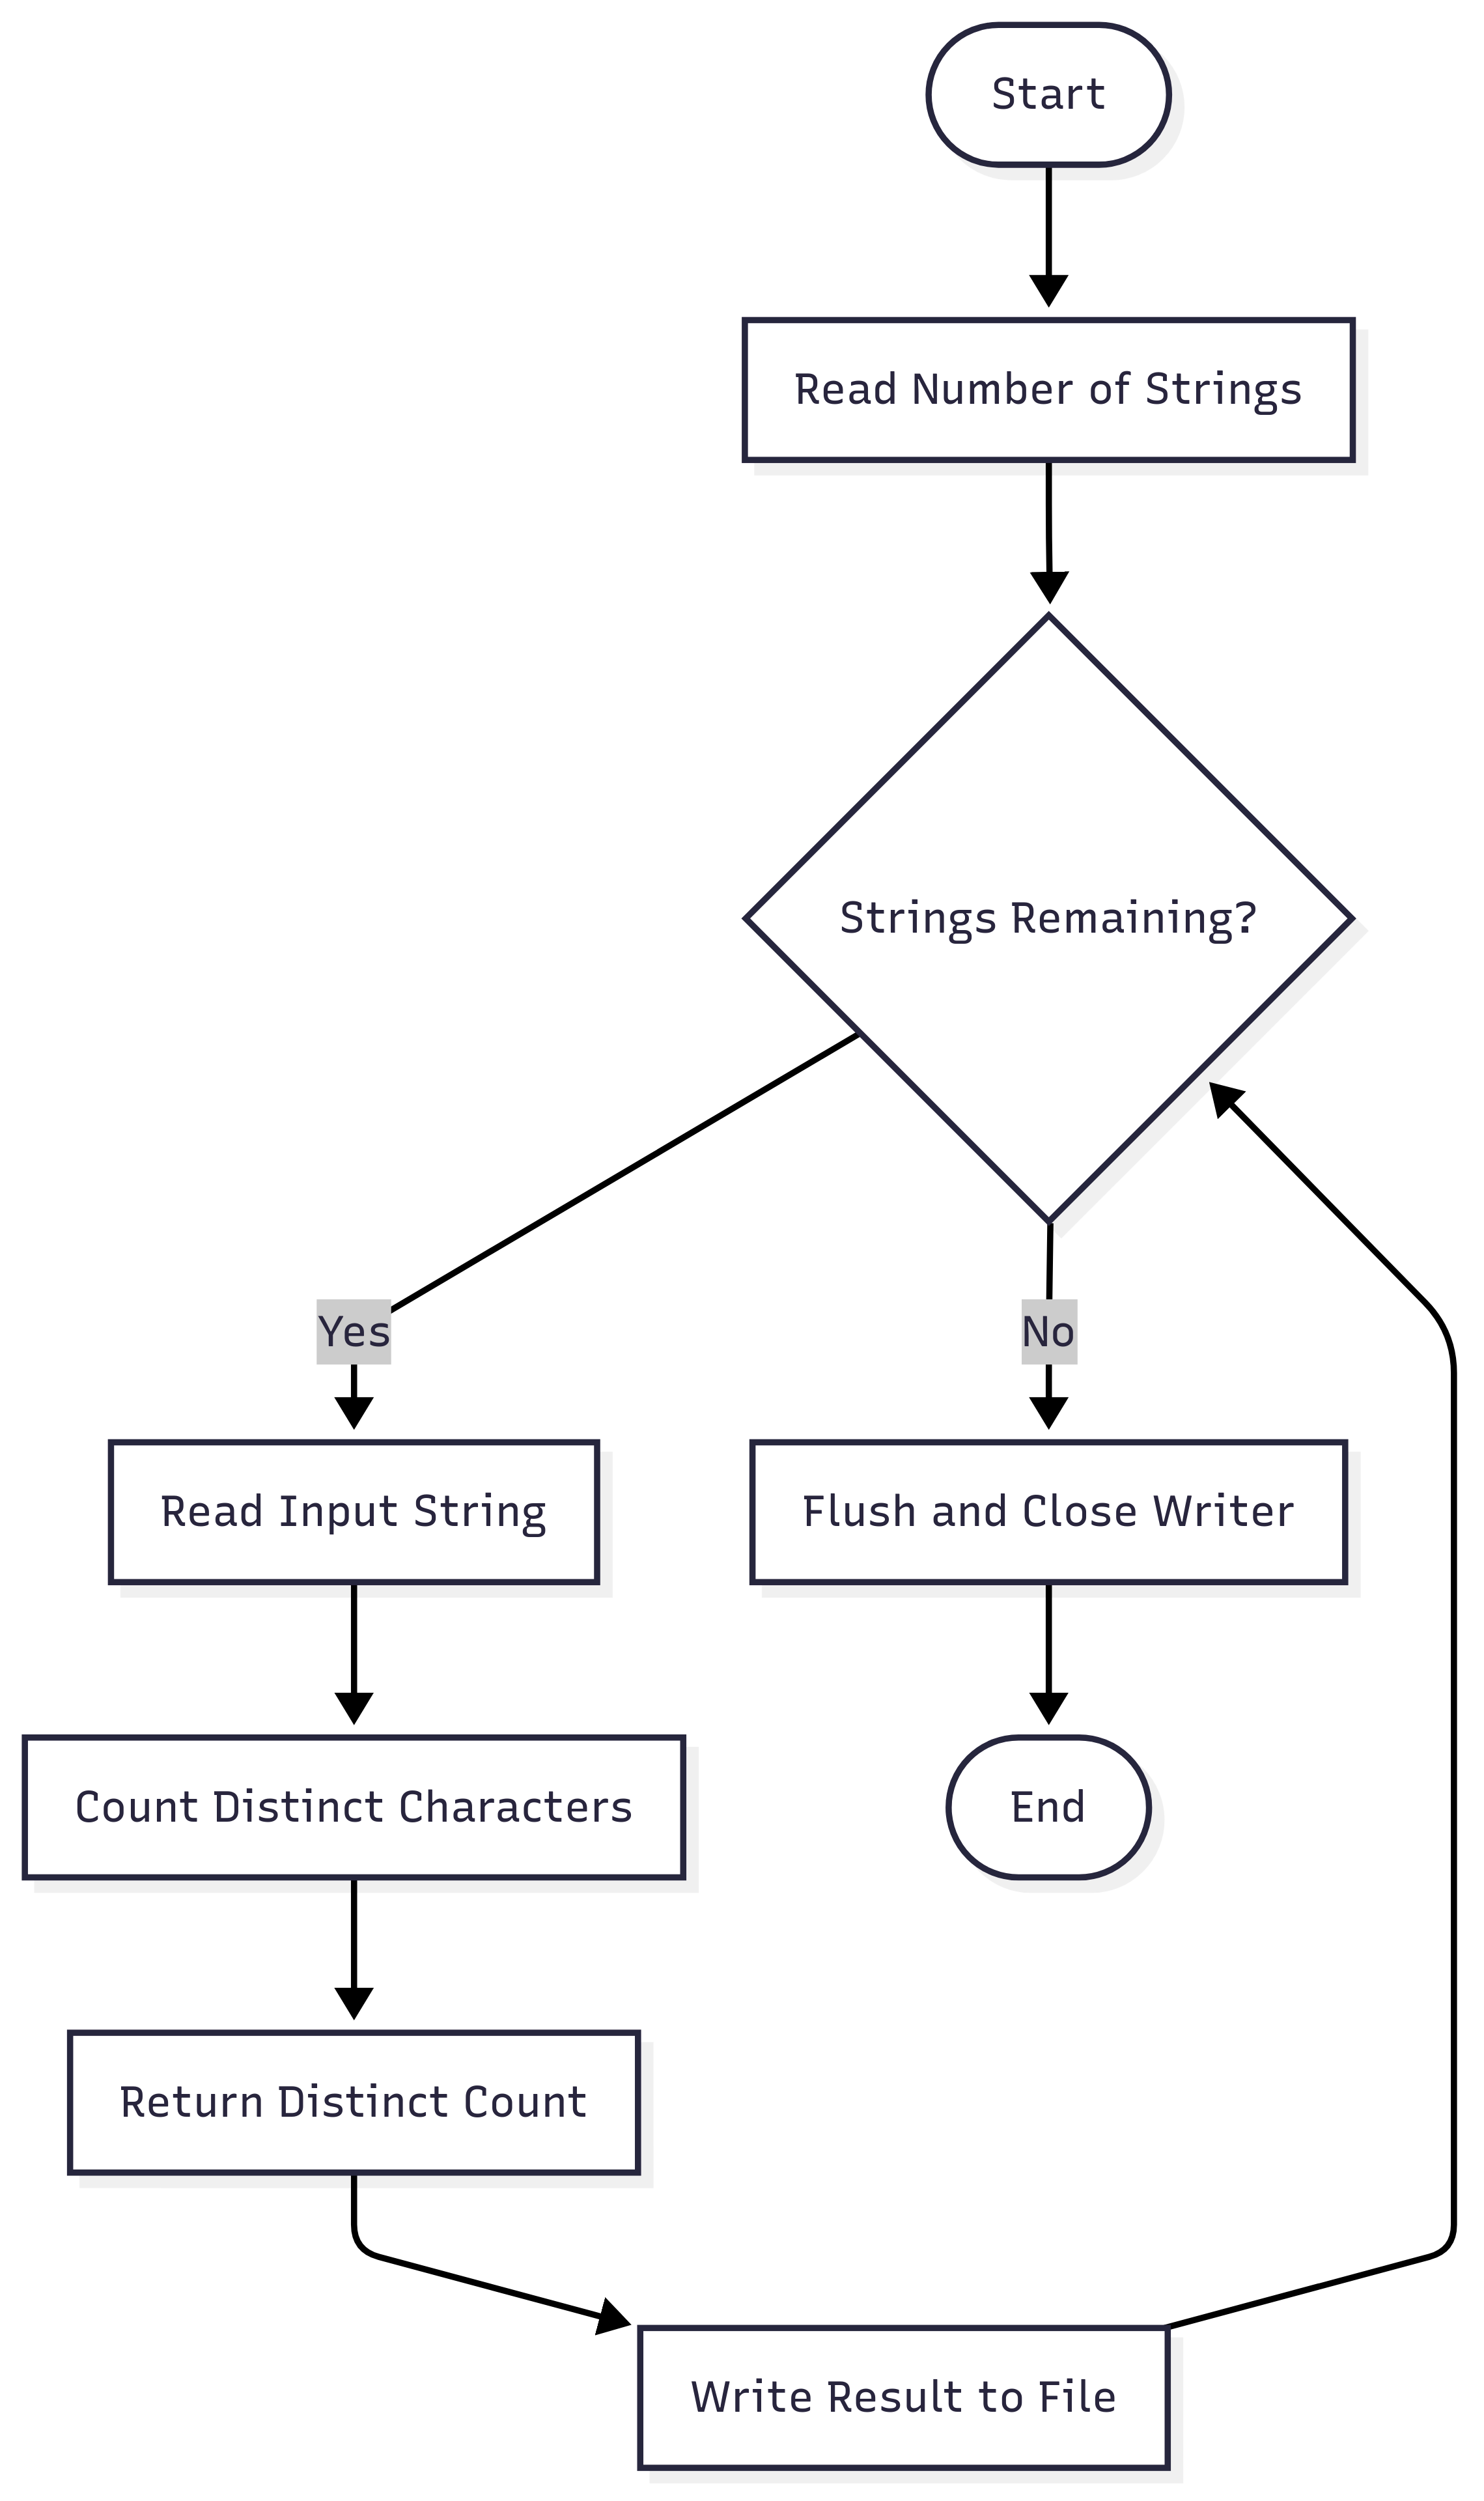 Start
Read Number of Strings
Strings Remaining?
Yes
No
Read Input String
Flush and Close Writer
Count Distinct Characters
End
Return Distinct Count
Write Result to File